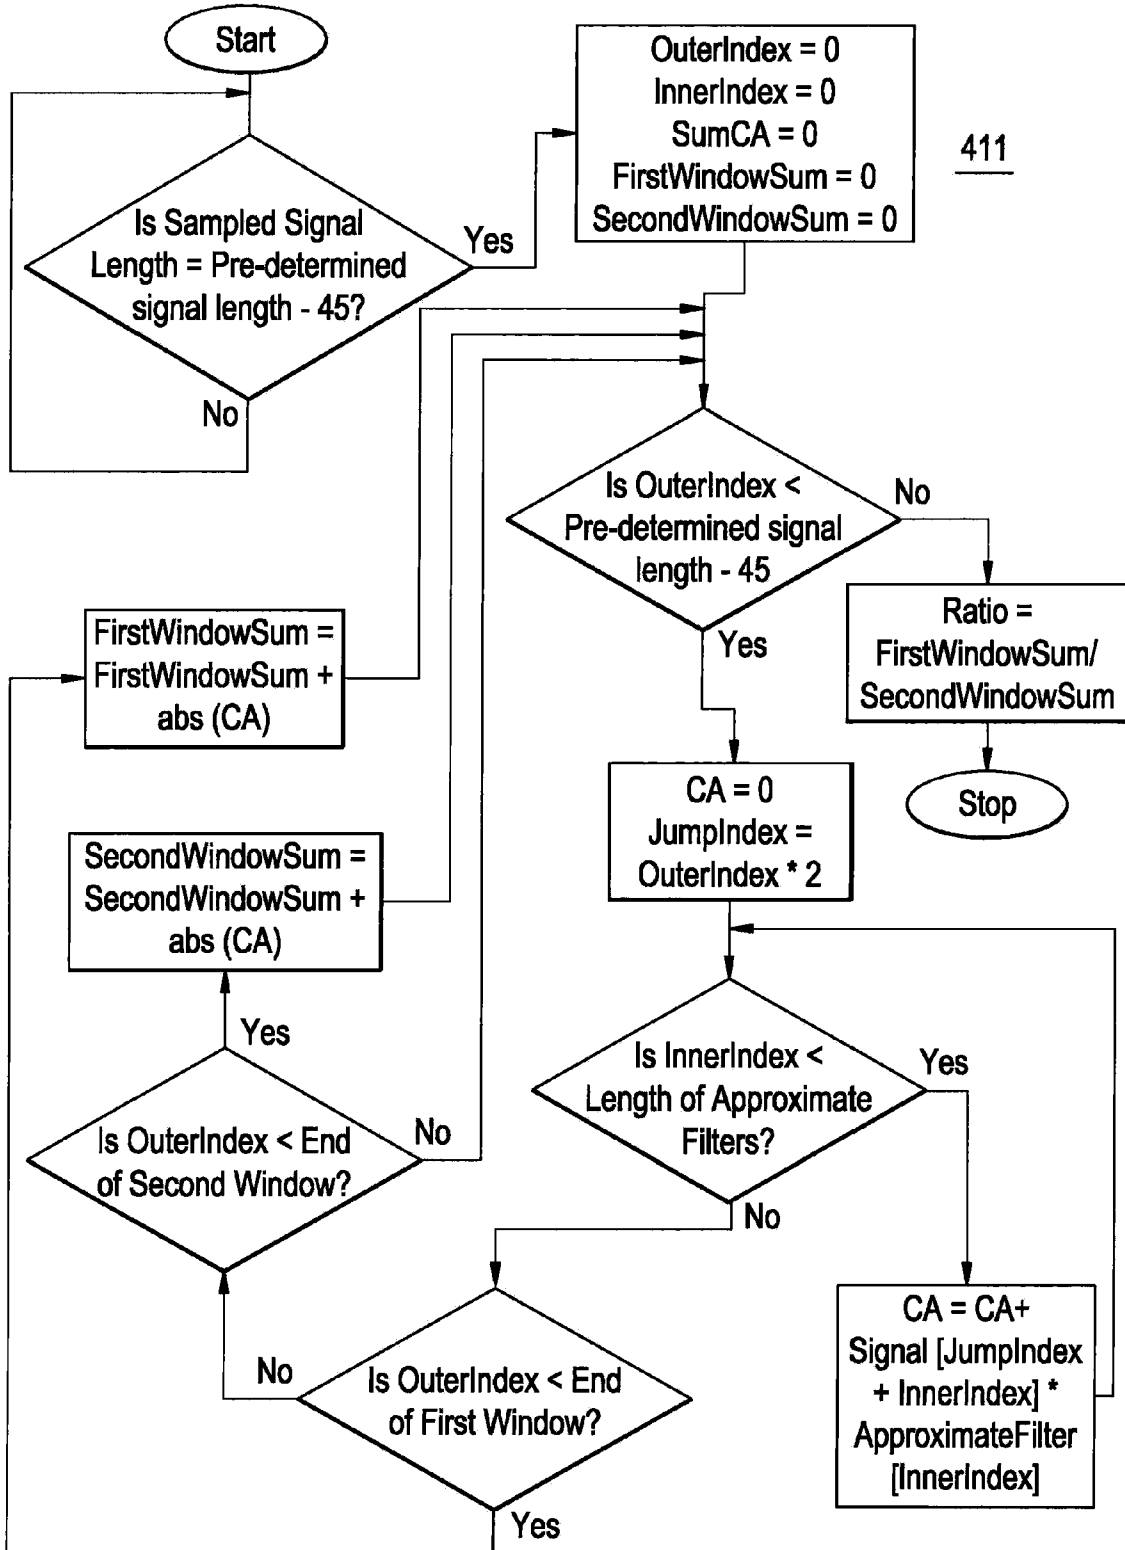 Start
OuterIndex = 0
InnerIndex = 0
SumCA = 0
FirstWindowSum = 0
SecondWindowSum = 0
411
Is Sampled Signal
Length = Pre-determined
signal length - 45?
Yes
No
Is OuterIndex <
Pre-determined signal
length - 45
No
Yes
Ratio =
FirstWindowSum/
SecondWindowSum
Stop
FirstWindowSum =
FirstWindowSum +
abs (CA)
CA = 0
JumpIndex =
OuterIndex * 2
SecondWindowSum =
SecondWindowSum +
abs (CA)
Yes
Is InnerIndex <
Length of Approximate
Filters?
Yes
No
Is OuterIndex < End
of Second Window?
No
CA = CA+
Signal [JumpIndex
+ InnerIndex] *
ApproximateFilter
[InnerIndex]
No
Is OuterIndex < End
of First Window?
Yes